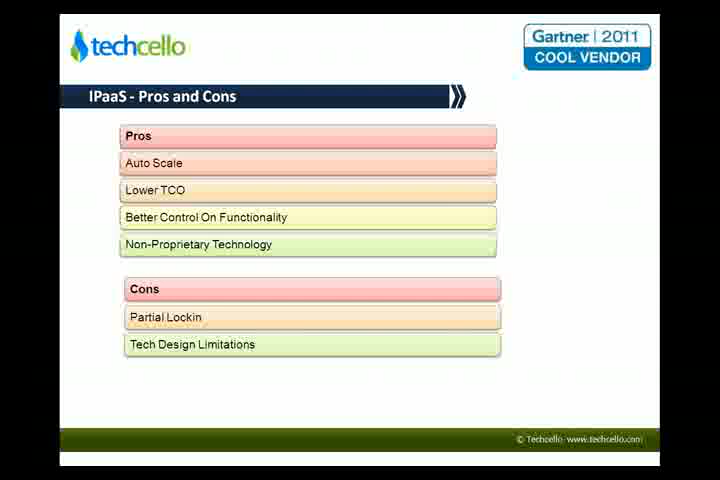 techcello
Gartner | 2011
COOL VENDOR
IPaaS - Pros and Cons
Pros
Auto Scale
Lower TCO
Better Control On Functionality
Non-Proprietary Technology
Cons
Partial Lockin
Tech Design Limitations
© Techcello www.techcello.com